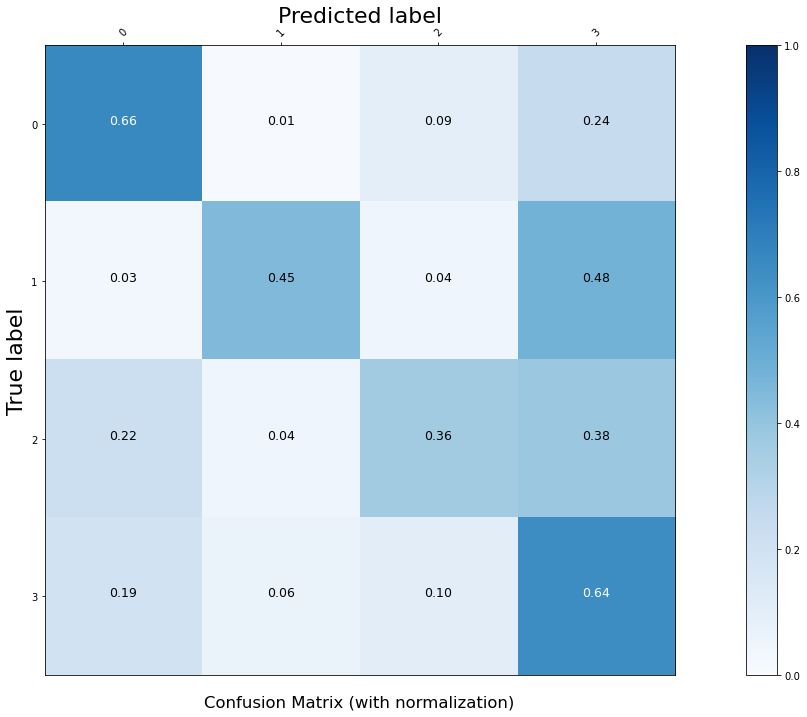 Predicted label
0 1 2 3
1.0
0 0.66 0.01 0.09 0.24
0.8
1 0.03 0.45 0.04 0.48
0.6
True label
0.4
2 0.22 0.04 0.36 0.38
0.2
3 0.19 0.06 0.10 0.64
0.0
Confusion Matrix (with normalization)